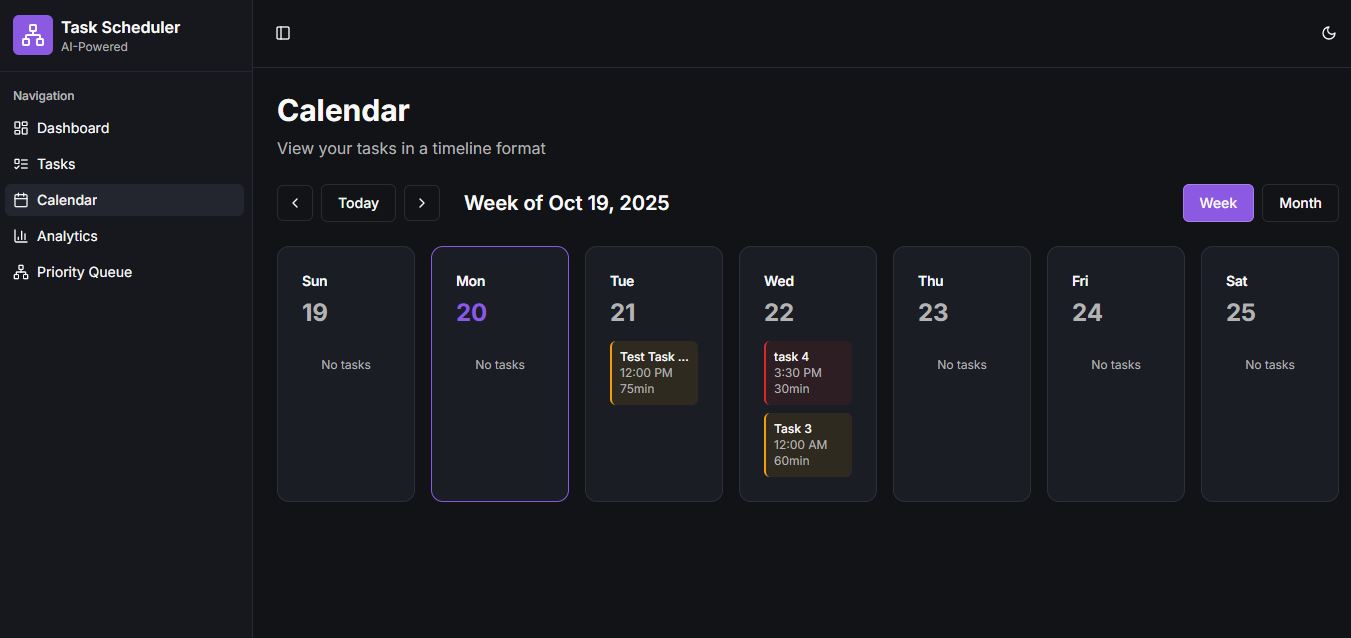 Task Scheduler
AI-Powered
Navigation
Dashboard
Tasks
Calendar
Analytics
Priority Queue
Calendar
View your tasks in a timeline format
Today
Week of Oct 19, 2025
Week
Month
Sun
19
No tasks
Mon
20
No tasks
Tue
21
Test Task ...
12:00 PM
75min
Wed
22
task 4
3:30 PM
30min
Task 3
12:00 AM
60min
Thu
23
No tasks
Fri
24
No tasks
Sat
25
No tasks